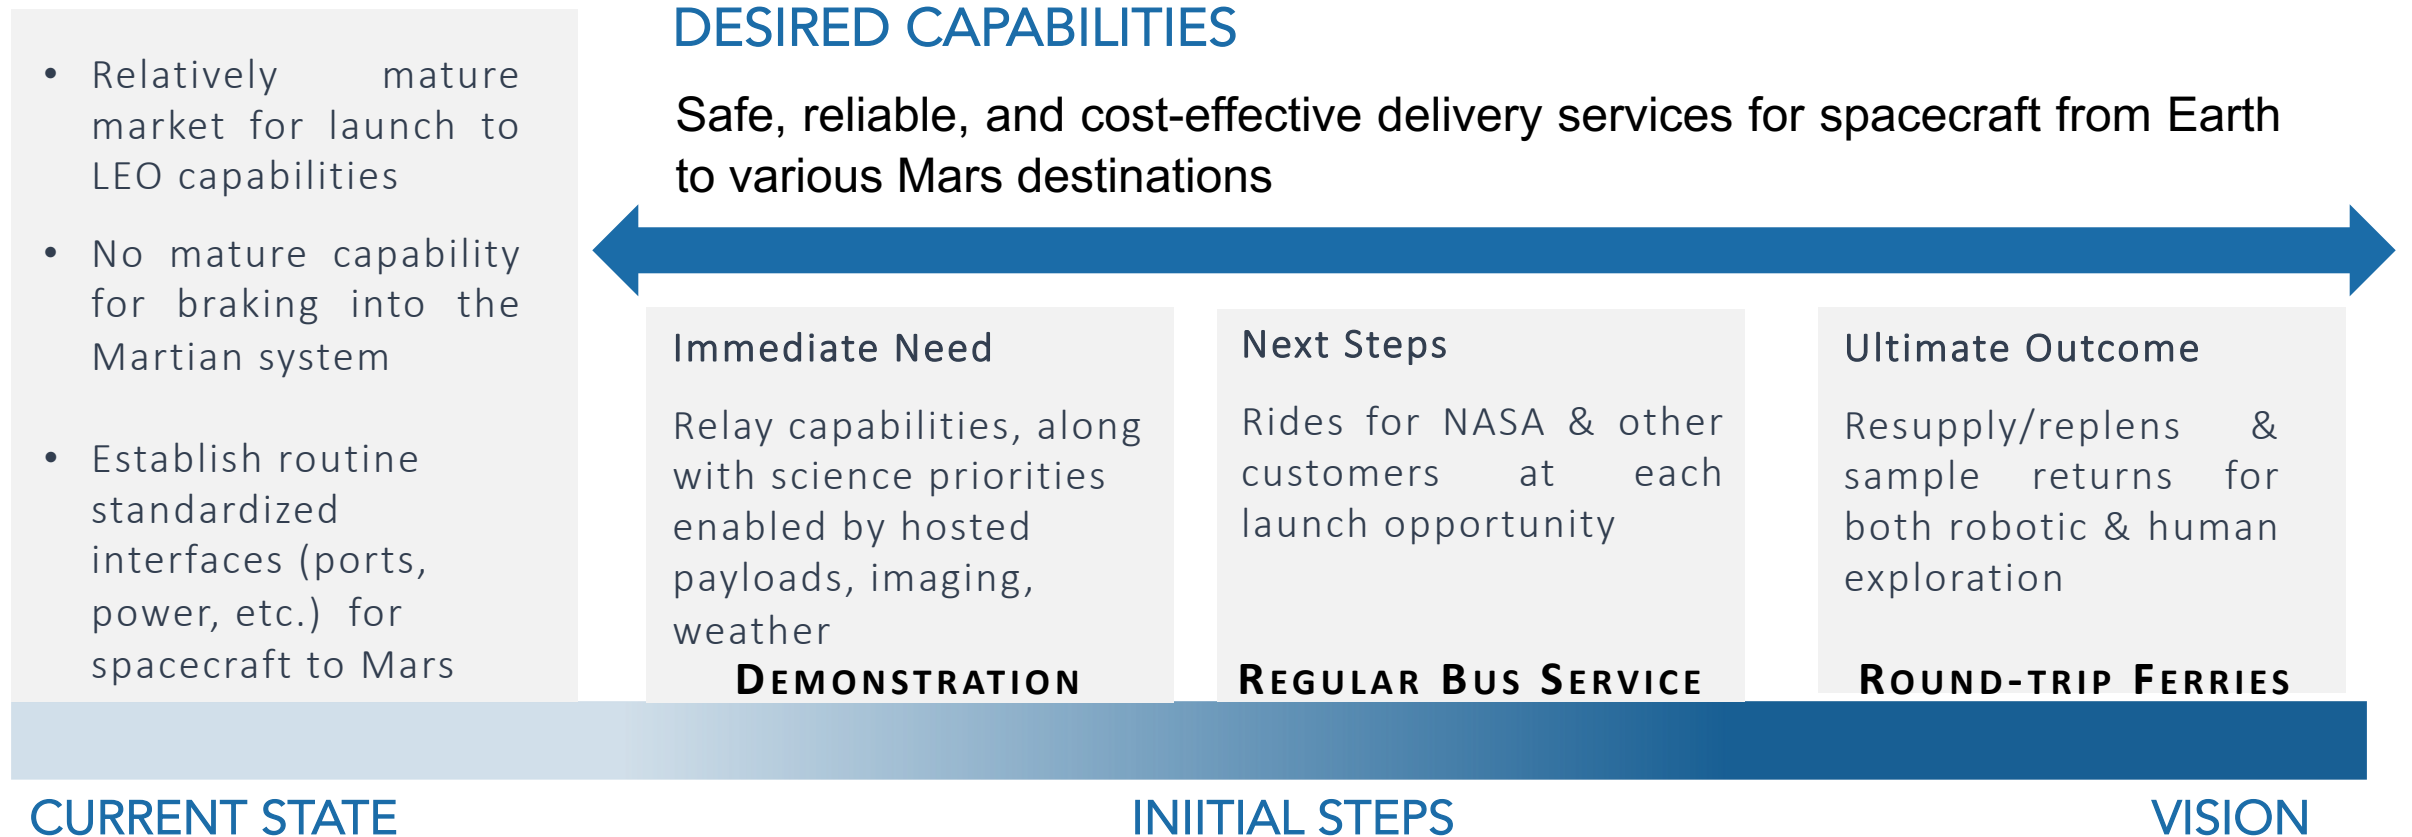 • Relatively mature
market for launch to
LEO capabilities
• No mature capability
for braking into the
Martian system
• Establish routine
standardized
interfaces (ports,
power, etc.) for
spacecraft to Mars
DESIRED CAPABILITIES
Safe, reliable, and cost-effective delivery services for spacecraft from Earth
to various Mars destinations
Immediate Need
Relay capabilities, along
with science priorities
enabled by hosted
payloads, imaging,
weather
DEMONSTRATION
Next Steps
Rides for NASA & other
customers at each
launch opportunity
REGULAR BUS SERVICE
Ultimate Outcome
Resupply/replens &
sample returns for
both robotic & human
exploration
ROUND-TRIP FERRIES
CURRENT STATE
INIITIAL STEPS
VISION